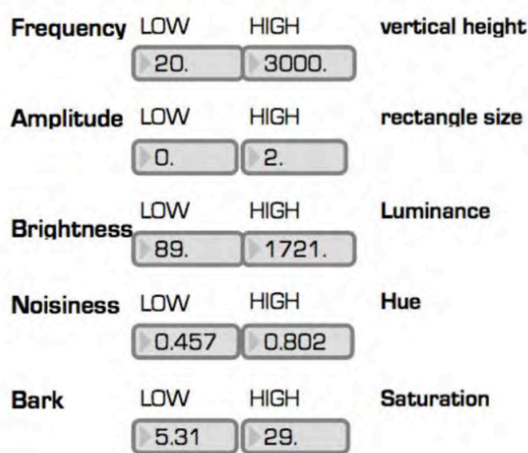 Frequency LOW HIGH vertical height
20. 3000.
Amplitude LOW HIGH rectangle size
0. 2.
Brightness LOW HIGH Luminance
89. 1721.
Noisiness LOW HIGH Hue
0.457 0.802
Bark LOW HIGH Saturation
5.31 29.